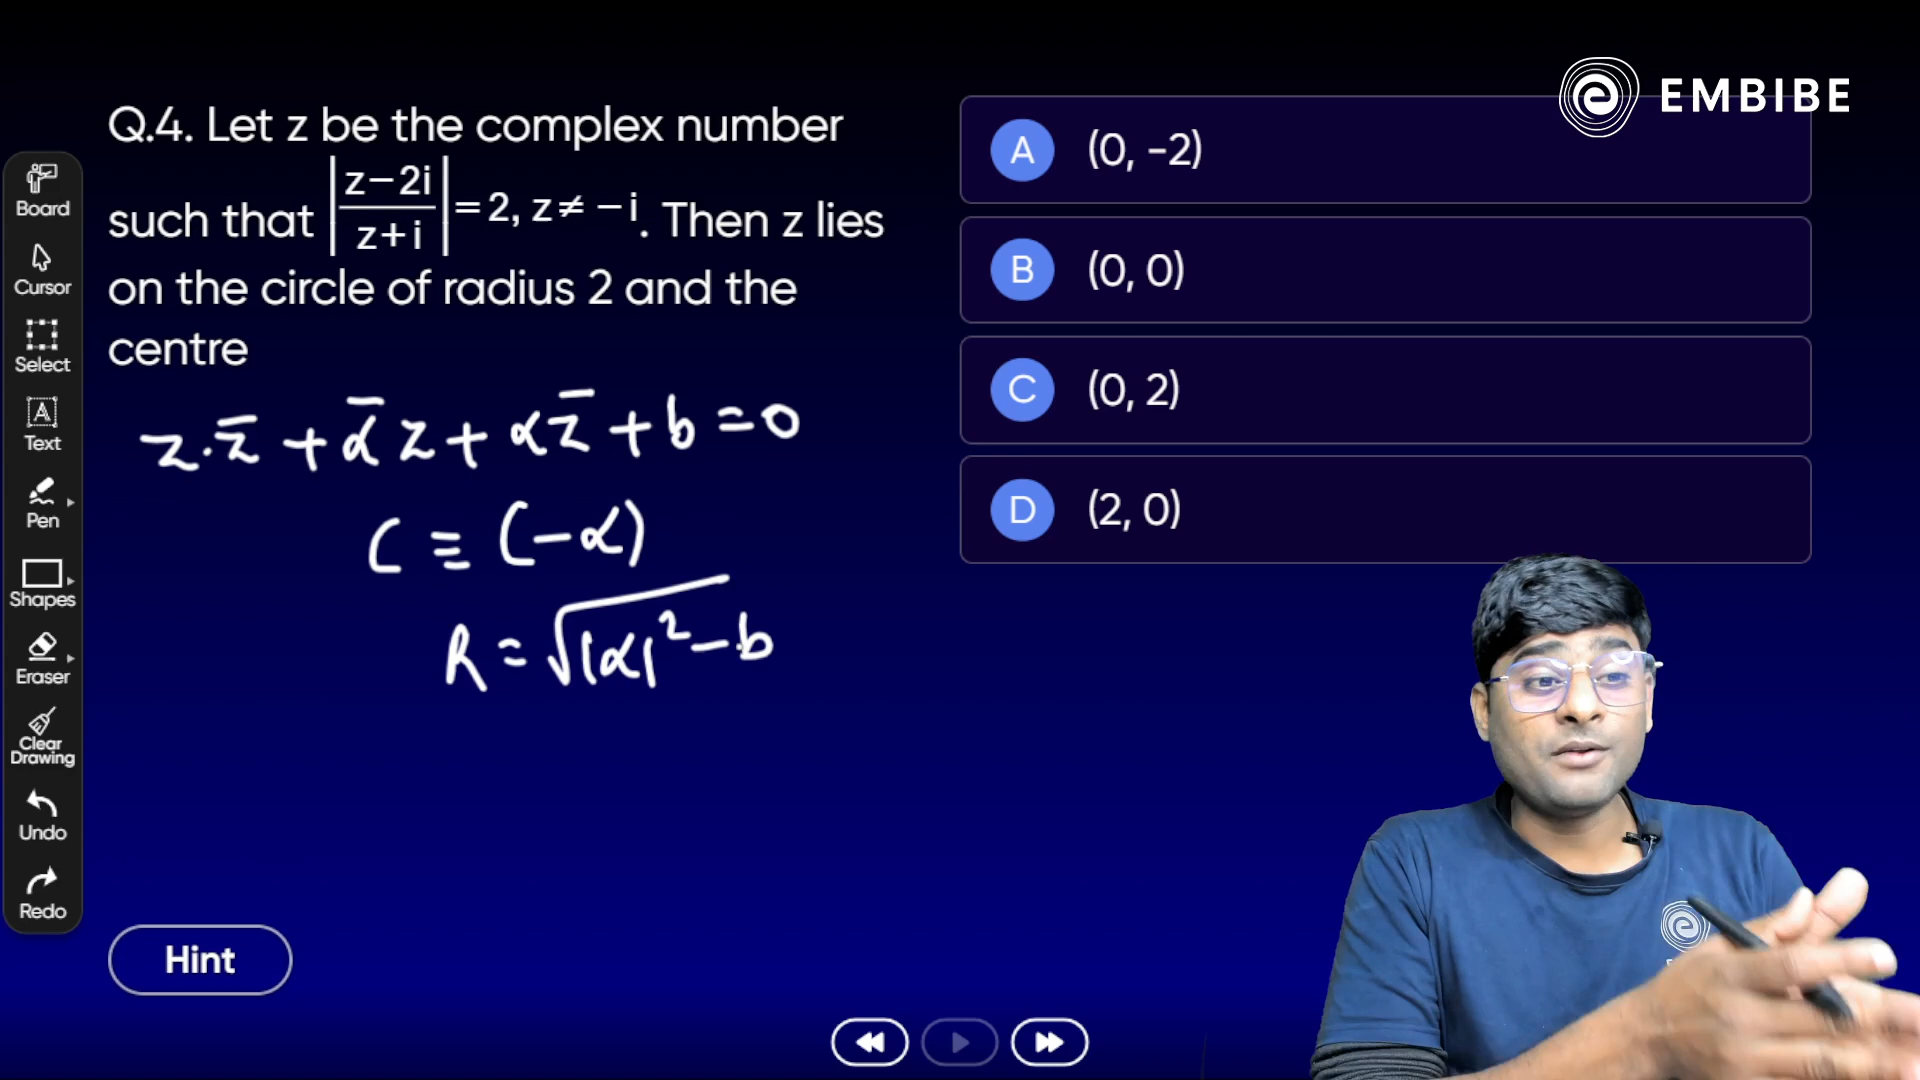 EMBIBE
Q.4. Let z be the complex number
such that |z−2i / z+i| = 2, z ≠ −i. Then z lies
on the circle of radius 2 and the
centre
z·z̄ + ᾱz + αz̄ + b = 0
C ≡ (−α)
R = √|α|² − b
A (0, -2)
B (0, 0)
C (0, 2)
D (2, 0)
Board
Cursor
Select
A
Text
Pen
Shapes
Eraser
Clear
Drawing
Undo
Redo
Hint